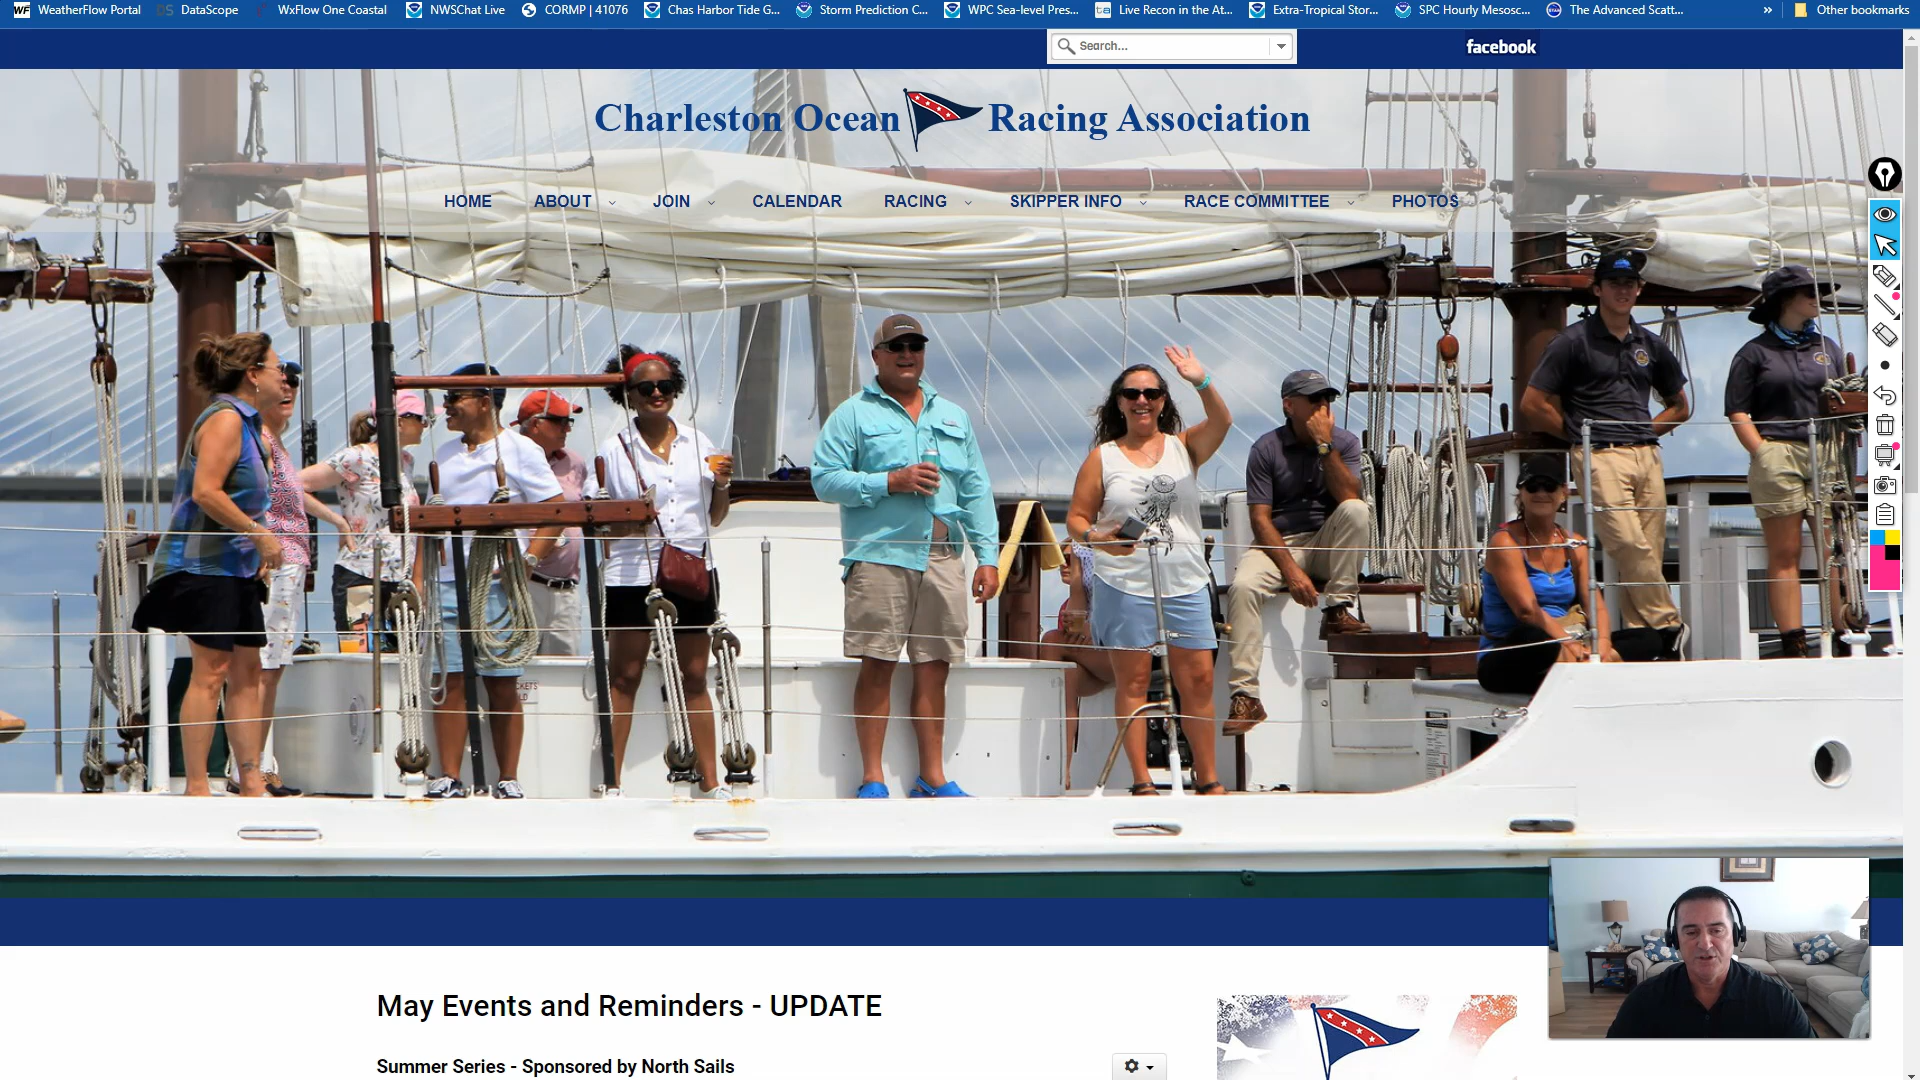 WF WeatherFlow Portal DS DataScope WxFlow One Coastal NWSChat Live CORMP | 41076 Chas Harbor Tide G... Storm Prediction C... WPC Sea-level Pres... ta Live Recon in the At... Extra-Tropical Stor... SPC Hourly Mesosc... The Advanced Scatt... » Other bookmarks
Search... facebook
Charleston Ocean Racing Association
HOME ABOUT JOIN CALENDAR RACING SKIPPER INFO RACE COMMITTEE PHOTOS
May Events and Reminders - UPDATE
Summer Series - Sponsored by North Sails